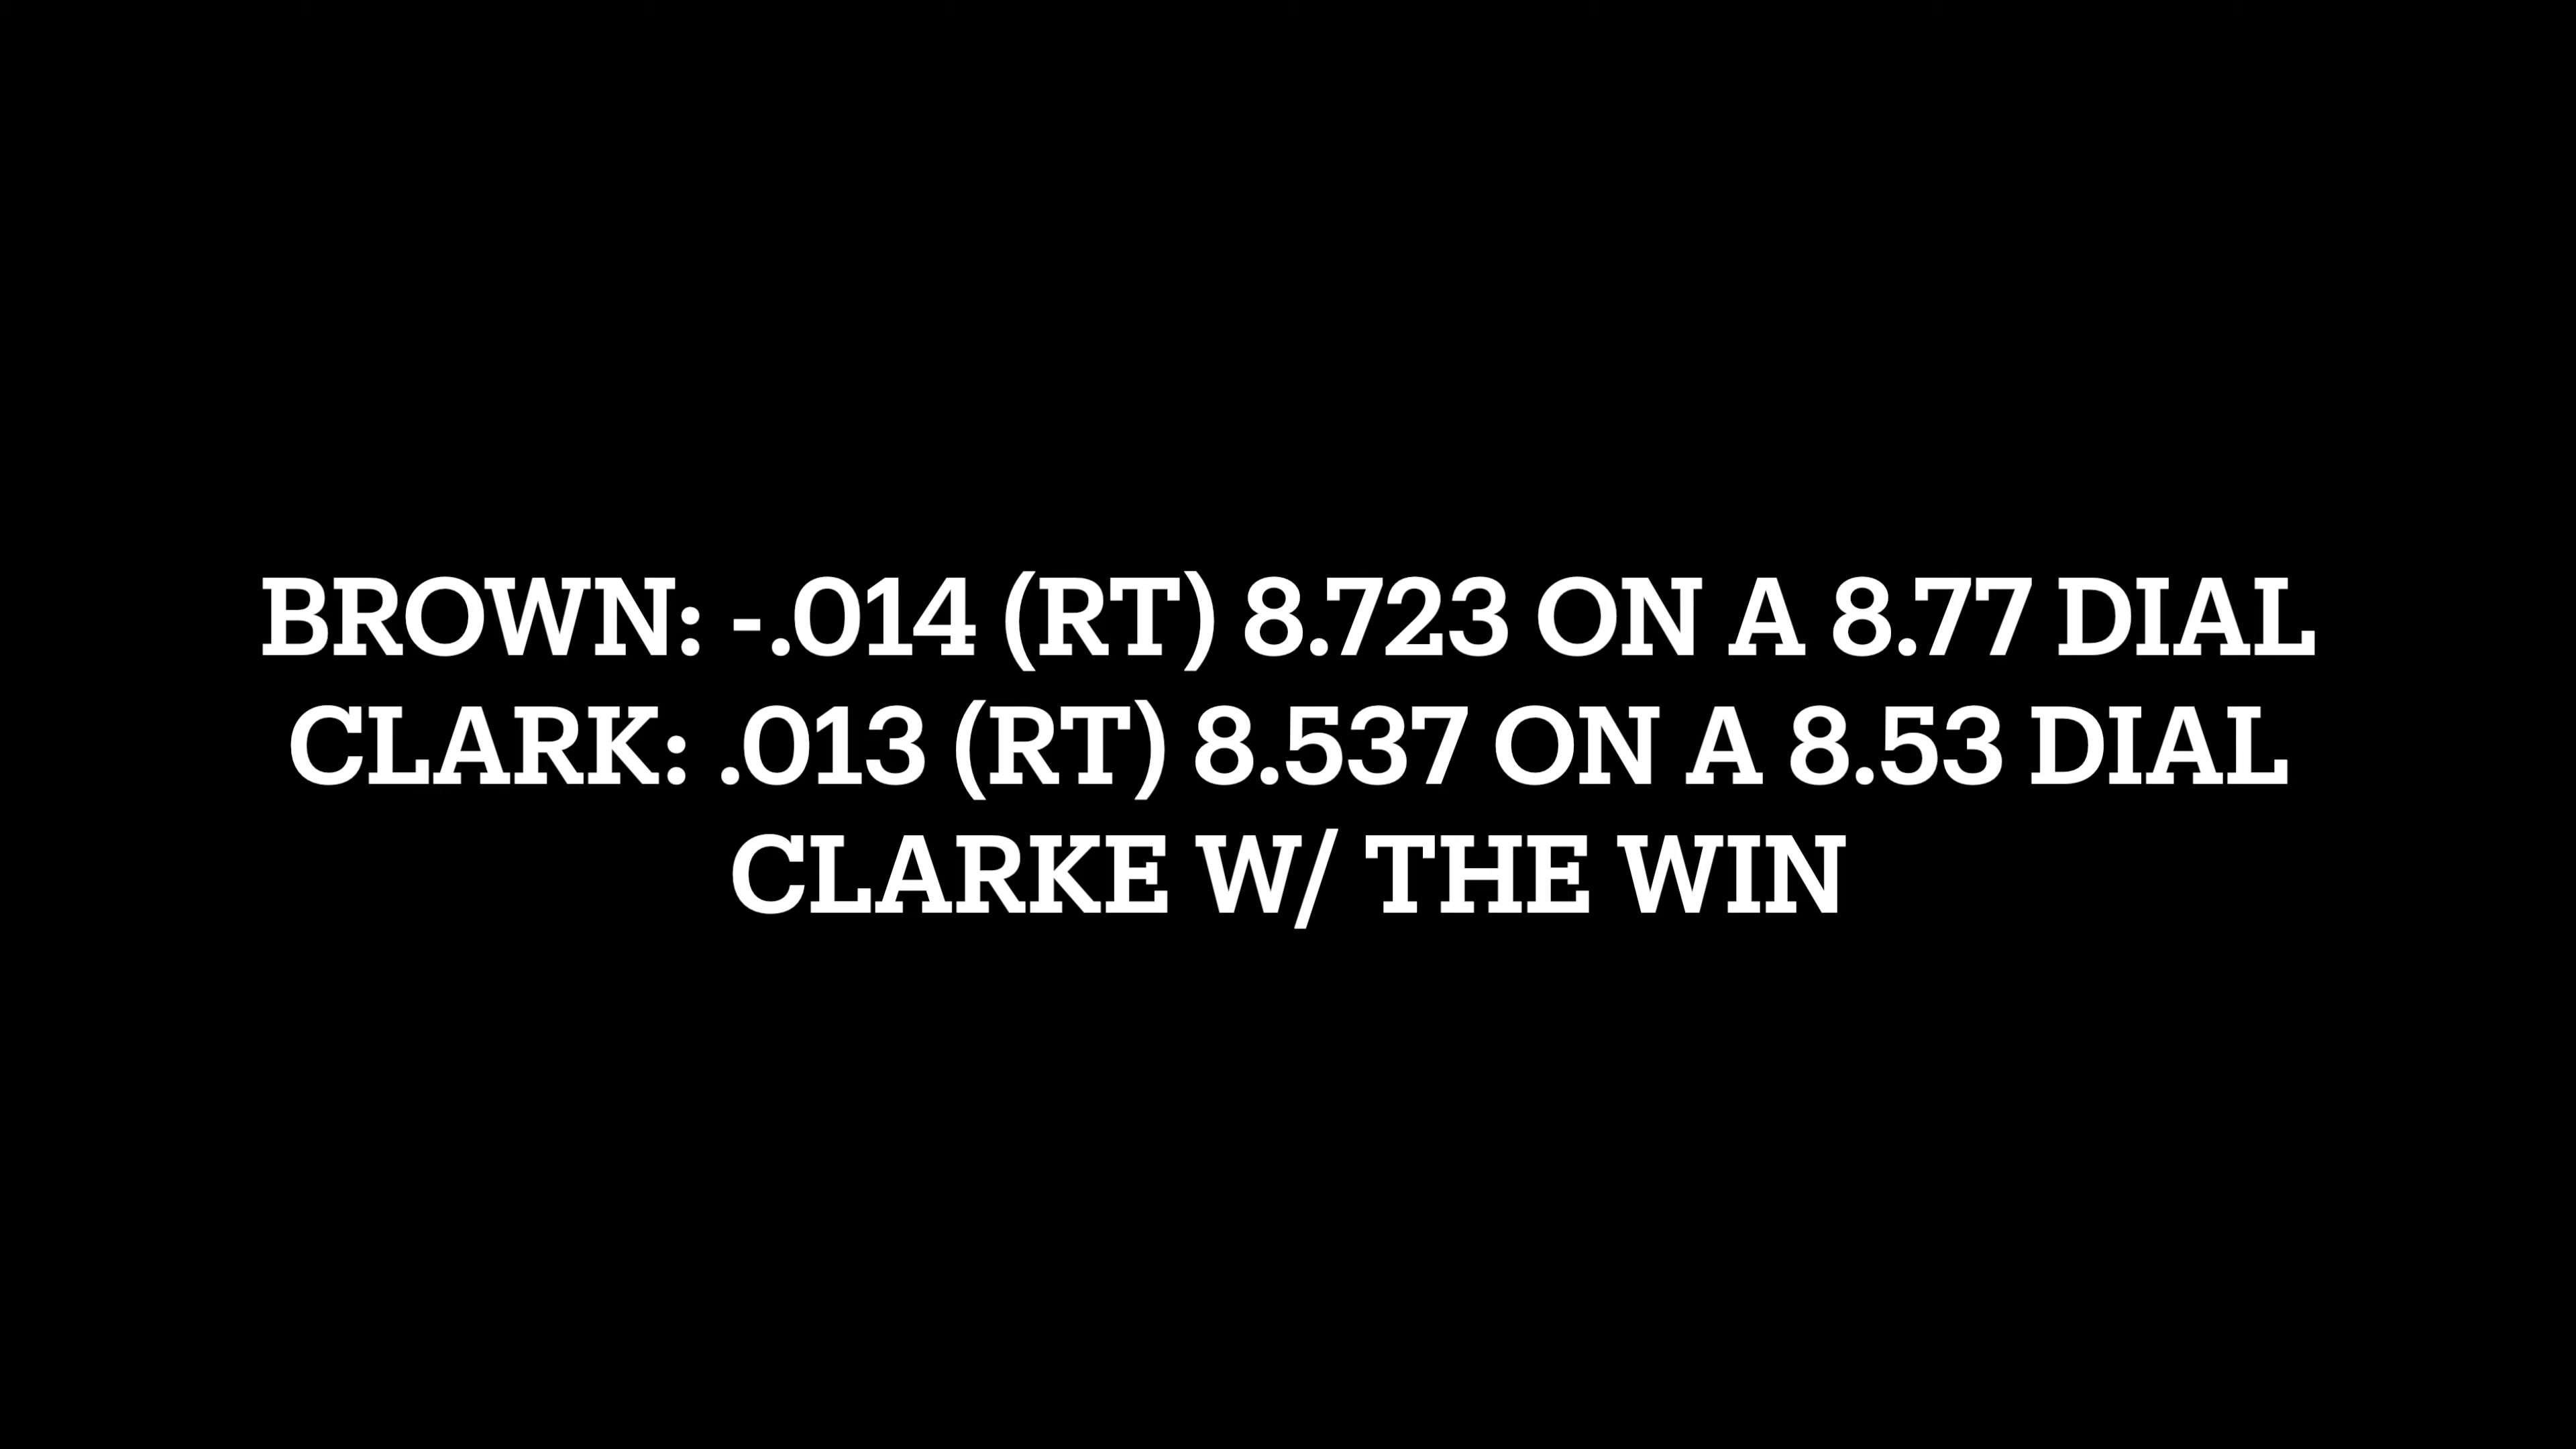 BROWN: -.014 (RT) 8.723 ON A 8.77 DIAL
CLARK: .013 (RT) 8.537 ON A 8.53 DIAL
CLARKE W/ THE WIN